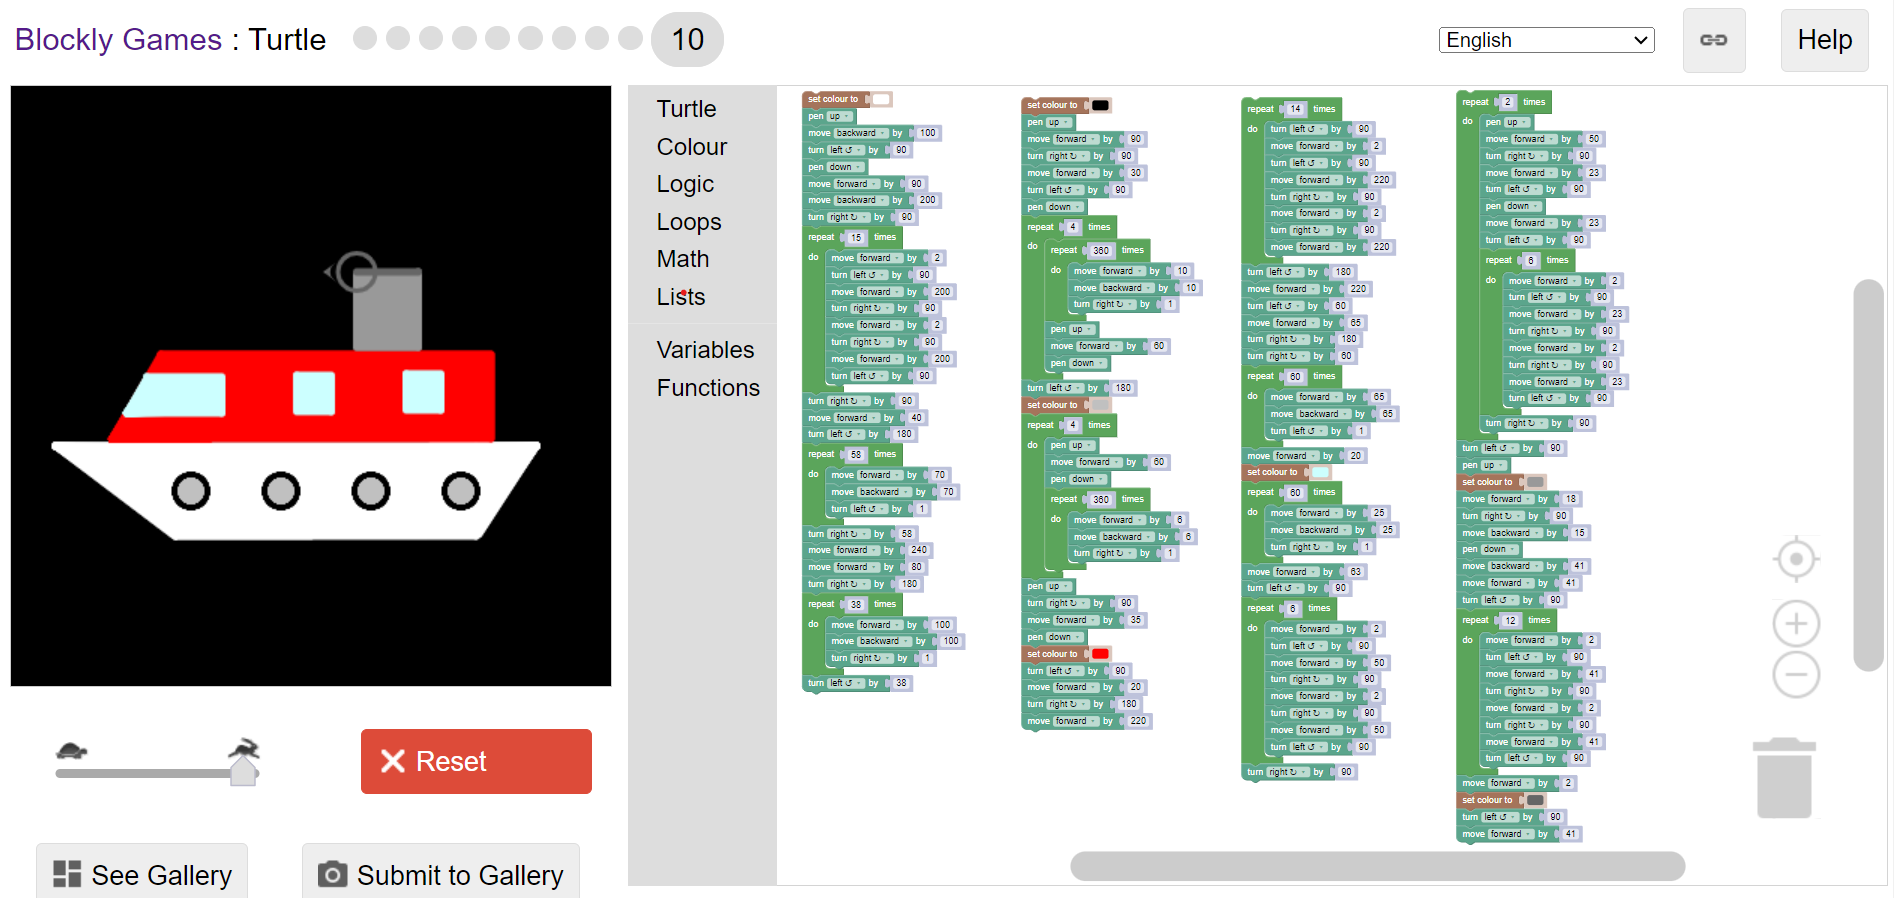 Blockly Games : Turtle
10
English
Help
Turtle
Colour
Logic
Loops
Math
Lists
Variables
Functions
Reset
See Gallery
Submit to Gallery
set colour to
pen up
move backward by 100
turn left ↺ by 90
pen down
move forward by 90
move backward by 200
turn right ↻ by 90
repeat 15 times
do move forward by 2
turn left ↺ by 90
move forward by 200
turn right ↻ by 90
move forward by 2
turn right ↻ by 90
move forward by 200
turn left ↺ by 90
turn right ↻ by 90
move forward by 40
turn left ↺ by 180
repeat 58 times
do move forward by 70
move backward by 70
turn left ↺ by 1
turn right ↻ by 58
move forward by 240
move forward by 80
turn right ↻ by 180
repeat 38 times
do move forward by 100
move backward by 100
turn right ↻ by 1
turn left ↺ by 38
set colour to
pen up
move forward by 90
turn right ↻ by 90
move forward by 30
turn left ↺ by 90
pen down
repeat 4 times
do repeat 360 times
do move forward by 10
move backward by 10
turn right ↻ by 1
pen up
move forward by 60
pen down
turn left ↺ by 180
set colour to
repeat 4 times
do pen up
move forward by 60
pen down
repeat 360 times
do move forward by 6
move backward by 6
turn right ↻ by 1
pen up
turn right ↻ by 90
move forward by 35
pen down
set colour to
turn left ↺ by 90
move forward by 20
turn right ↻ by 180
move forward by 220
repeat 14 times
do turn left ↺ by 90
move forward by 2
turn left ↺ by 90
move forward by 220
turn right ↻ by 90
move forward by 2
turn right ↻ by 90
move forward by 220
turn left ↺ by 180
move forward by 220
turn left ↺ by 60
move forward by 65
turn right ↻ by 180
turn right ↻ by 60
repeat 60 times
do move forward by 65
move backward by 65
turn left ↺ by 1
move forward by 20
set colour to
repeat 60 times
do move forward by 25
move backward by 25
turn right ↻ by 1
move forward by 63
turn left ↺ by 90
repeat 6 times
do move forward by 2
turn left ↺ by 90
move forward by 50
turn right ↻ by 90
move forward by 2
turn right ↻ by 90
move forward by 50
turn left ↺ by 90
turn right ↻ by 90
repeat 2 times
do pen up
move forward by 50
turn right ↻ by 90
move forward by 23
turn left ↺ by 90
pen down
move forward by 23
turn left ↺ by 90
repeat 6 times
do move forward by 2
turn left ↺ by 90
move forward by 23
turn right ↻ by 90
move forward by 2
turn right ↻ by 90
move forward by 23
turn left ↺ by 90
turn right ↻ by 90
turn left ↺ by 90
pen up
set colour to
move forward by 18
turn right ↻ by 90
move backward by 15
pen down
move backward by 41
move forward by 41
turn left ↺ by 90
repeat 12 times
do move forward by 2
turn left ↺ by 90
move forward by 41
turn right ↻ by 90
move forward by 2
turn right ↻ by 90
move forward by 41
turn left ↺ by 90
move forward by 2
set colour to
turn left ↺ by 90
move forward by 41